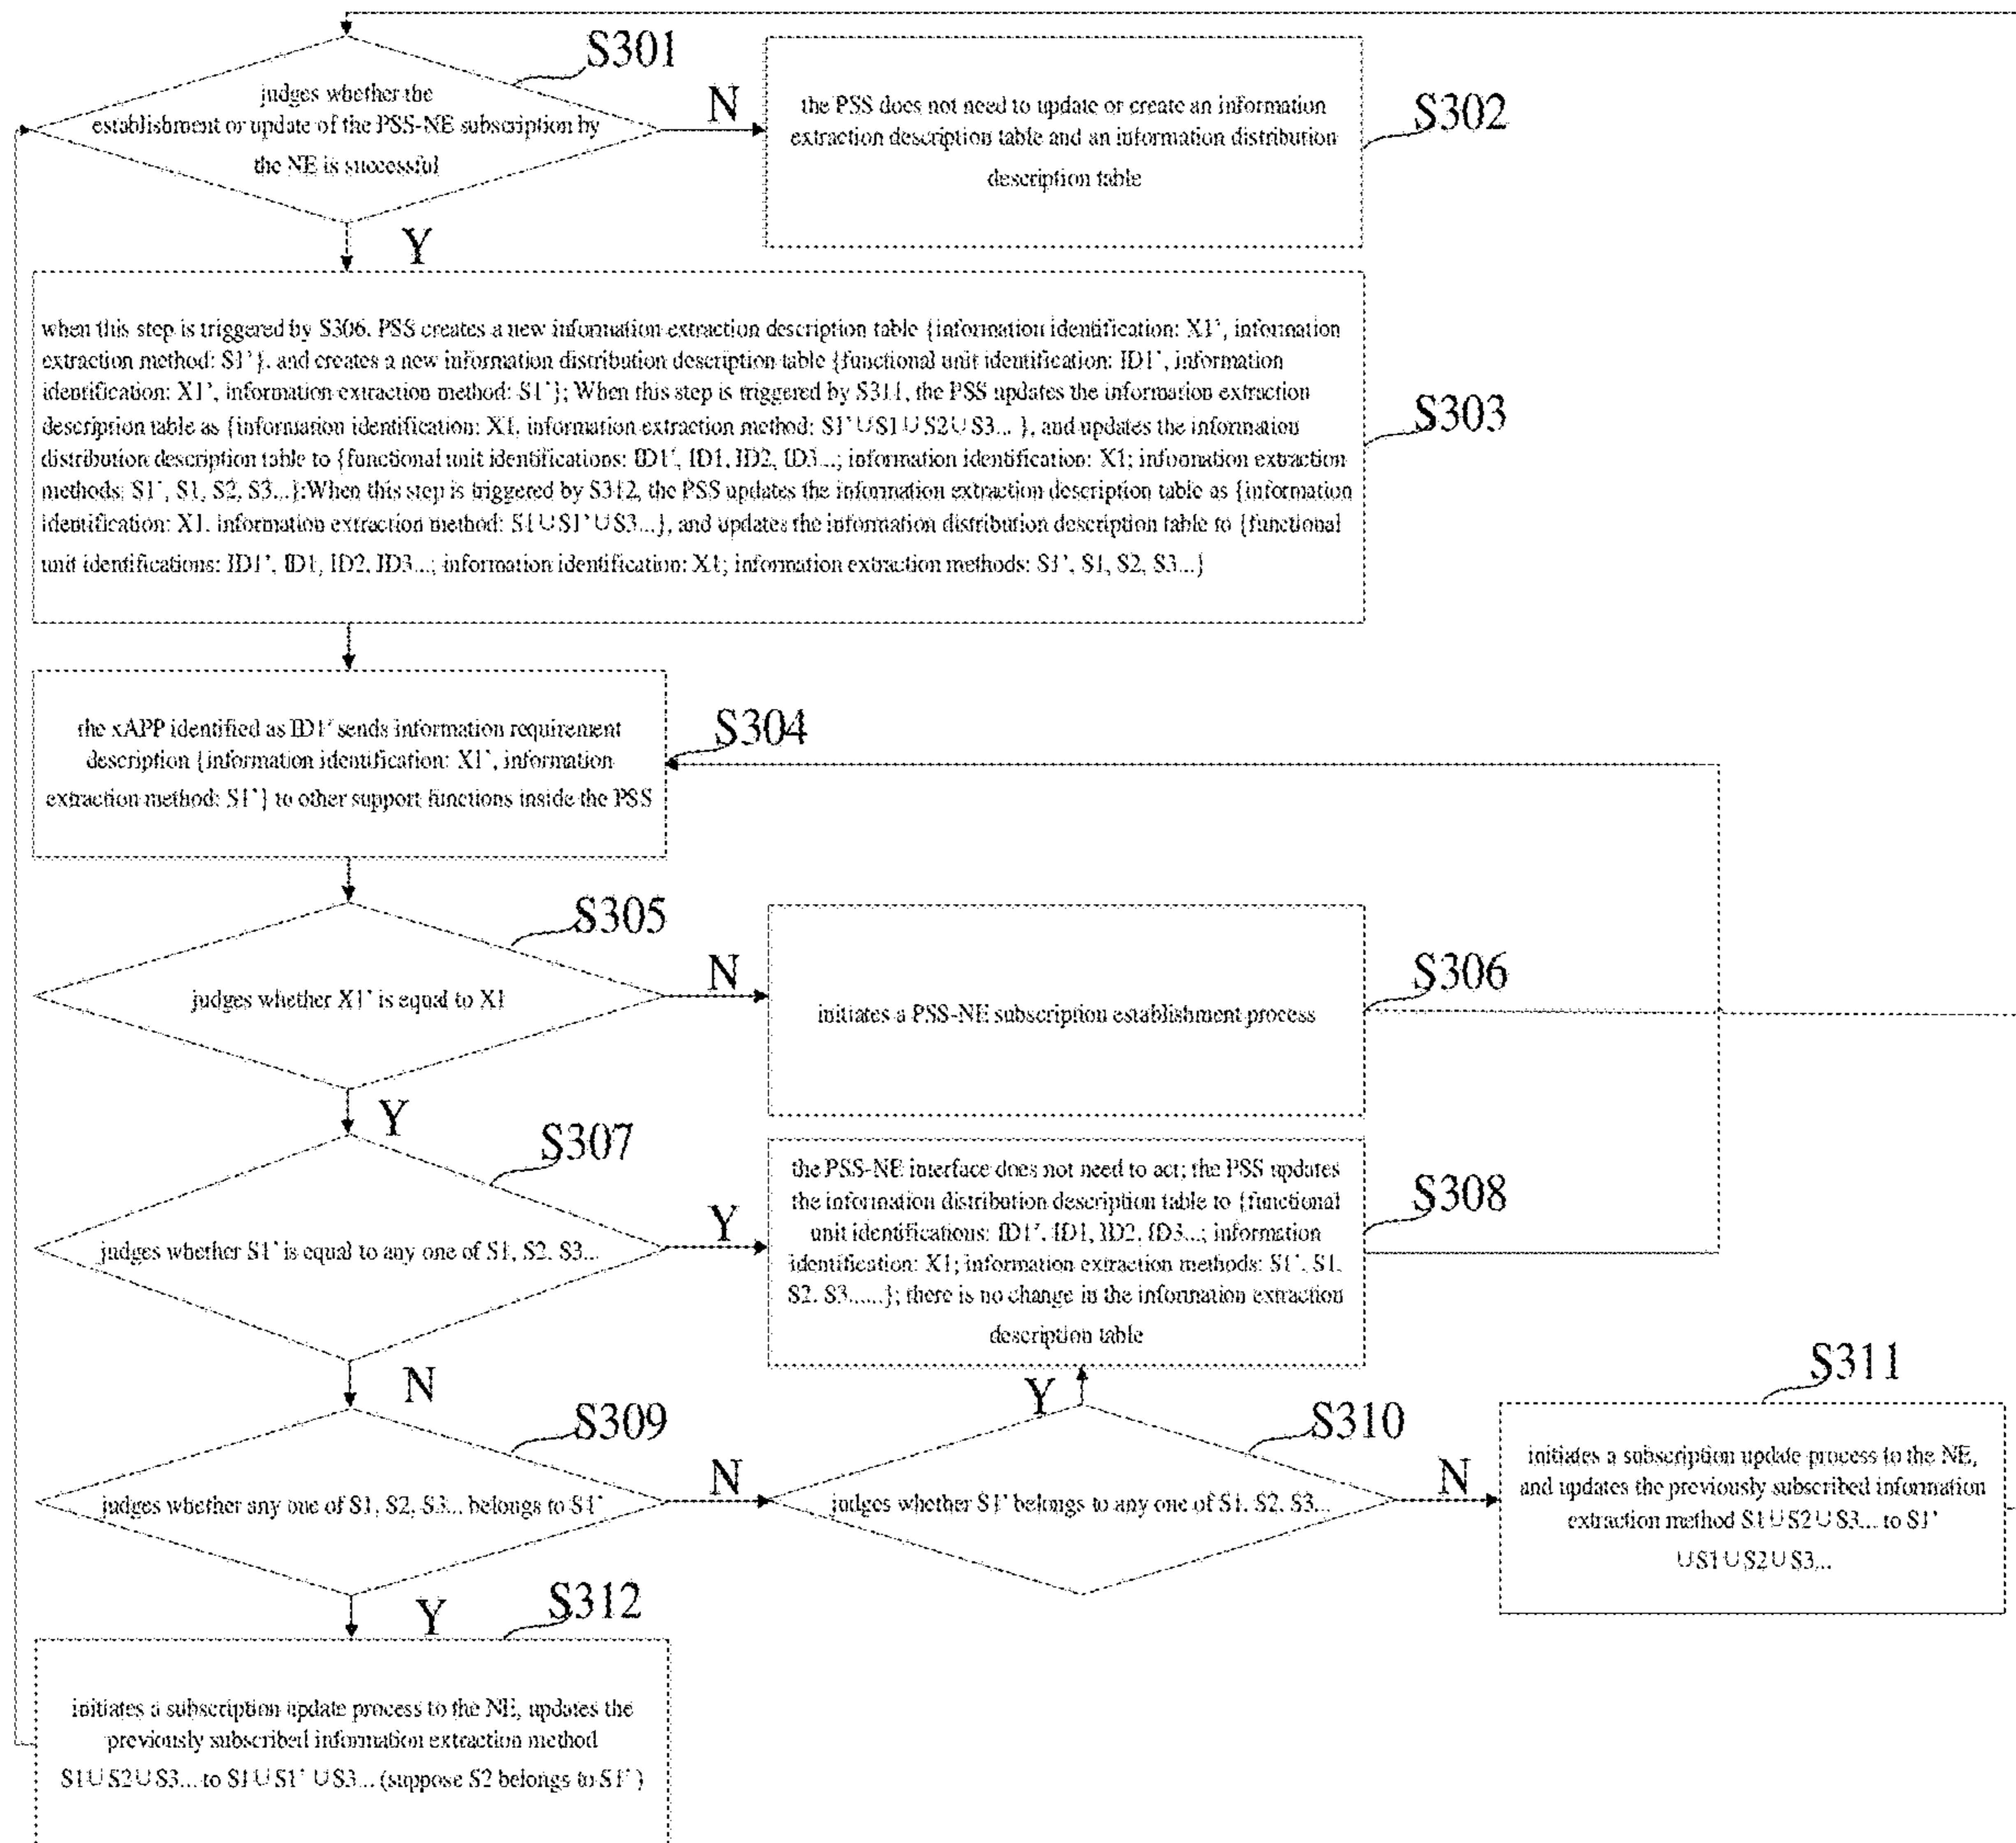 S301
judges whether the
establishment or update of the PSS-NE subscription by
the NE is successful
N
the PSS does not need to update or create an information
extraction description table and an information distribution
description table
S302
Y
when this step is triggered by S306, PSS creates a new information extraction description table {information identification: X1', information
extraction method: S1'}, and creates a new information distribution description table {functional unit identification: ID1', information
identification: X1', information extraction method: S1'}; When this step is triggered by S311, the PSS updates the information extraction
description table as {information identification: X1, information extraction method: S1'∪S1∪S2∪S3... }, and updates the information
distribution description table to {functional unit identifications: ID1', ID1, ID2, ID3...; information identification: X1; infoonation extraction
methods: S1', S1, S2, S3...};When this step is triggered by S312, the PSS updates the information extraction description table as {information
identification: X1, information extraction method: S1∪S1'∪S3...}, and updates the information distribution description table to {functional
unit identifications: ID1', ID1, ID2, ID3...; information identification: X1; information extraction methods: S1', S1, S2, S3...}
S303
the xAPP identified as ID1' sends information requirement
description {information identification: X1', information
extraction method: S1'} to other support functions inside the PSS
S304
S305
judges whether X1' is equal to X1
N
initiates a PSS-NE subscription establishment process
S306
Y
S307
judges whether S1' is equal to any one of S1, S2, S3...
Y
the PSS-NE interface does not need to act; the PSS updates
the information distribution description table to {functional
unit identifications: ID1', ID1, ID2, ID3...; information
identification: X1; information extraction methods: S1', S1,
S2, S3......}; there is no change in the information extraction
description table
S308
N
S309
judges whether any one of S1, S2, S3... belongs to S1'
N
Y
S310
judges whether S1' belongs to any one of S1, S2, S3...
N
S311
initiates a subscription update process to the NE,
and updates the previously subscribed information
extraction method S1∪S2∪S3... to S1'
∪S1∪S2∪S3...
Y
S312
initiates a subscription update process to the NE, updates the
previously subscribed information extraction method
S1∪S2∪S3... to S1∪S1'∪S3... (suppose S2 belongs to S1')